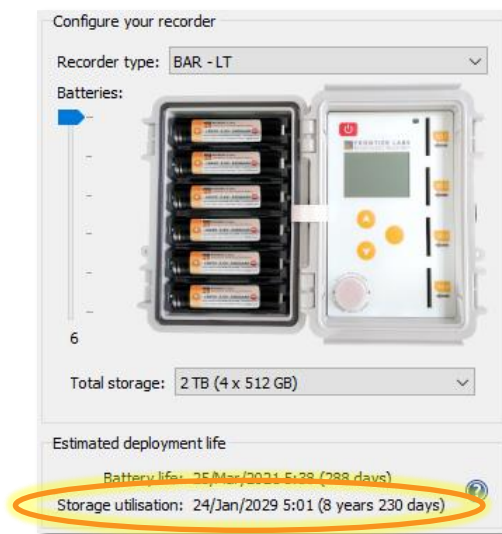 Configure your recorder
Recorder type: BAR - LT
Batteries:
FRONTIER LABS
6
Total storage: 2 TB (4 x 512 GB)
Estimated deployment life
Battery life: 25/Mar/2021 5:38 (288 days)
Storage utilisation: 24/Jan/2029 5:01 (8 years 230 days)